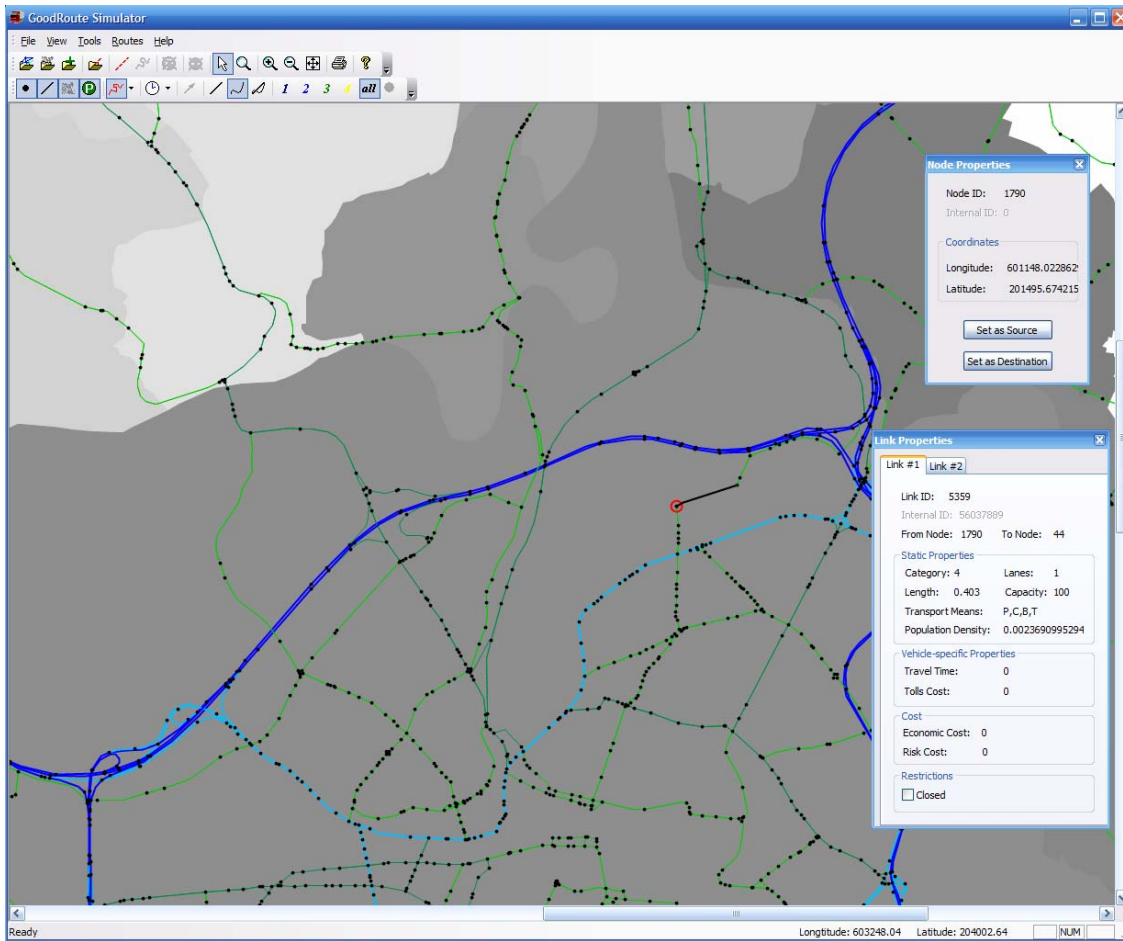 GoodRoute Simulator
File View Tools Routes Help
1 2 3 4 all
Node Properties
Node ID: 1790
Internal ID: 0
Coordinates
Longitude: 601148.022862
Latitude: 201495.674215
Set as Source
Set as Destination
Link Properties
Link #1 Link #2
Link ID: 5359
Internal ID: 56037889
From Node: 1790 To Node: 44
Static Properties
Category: 4 Lanes: 1
Length: 0.403 Capacity: 100
Transport Means: P,C,B,T
Population Density: 0.0023690995294
Vehicle-specific Properties
Travel Time: 0
Tolls Cost: 0
Cost
Economic Cost: 0
Risk Cost: 0
Restrictions
Closed
Ready Longtitude: 603248.04 Latitude: 204002.64 NUM